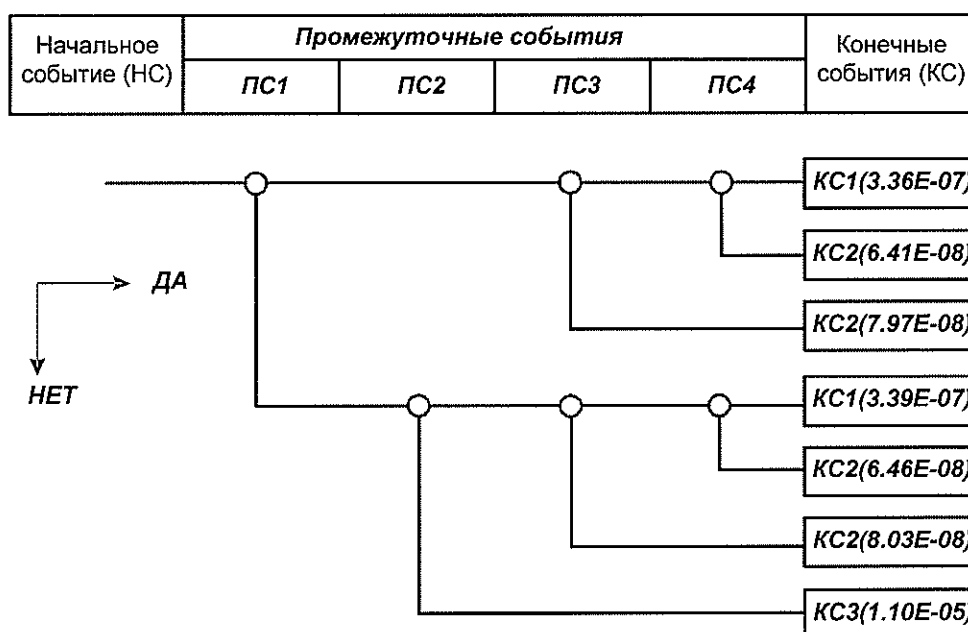 Начальное
событие (НС)
Промежуточные события
Конечные
события (КС)
ПС1 ПС2 ПС3 ПС4
КС1(3.36E-07)
КС2(6.41E-08)
ДА
КС2(7.97E-08)
НЕТ
КС1(3.39E-07)
КС2(6.46E-08)
КС2(8.03E-08)
КС3(1.10E-05)